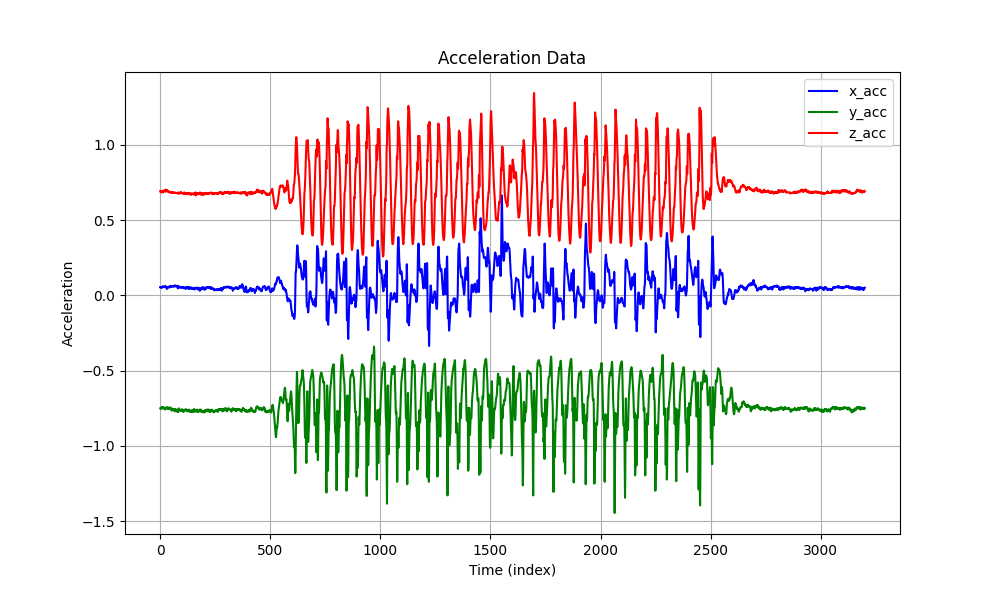 Acceleration Data
x_acc
y_acc
z_acc
1.0
0.5
0.0
−0.5
−1.0
−1.5
Acceleration
0 500 1000 1500 2000 2500 3000
Time (index)